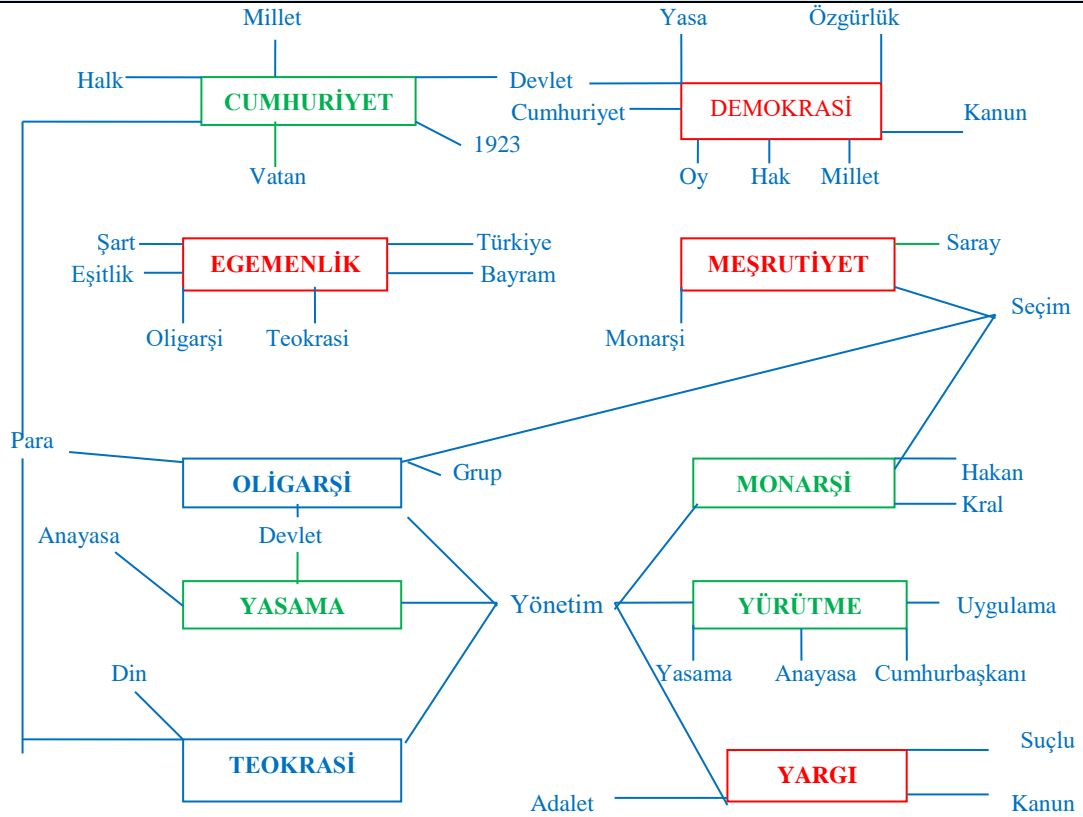 Millet
Yasa
Özgürlük
Halk
CUMHURİYET
Devlet
Cumhuriyet
DEMOKRASİ
Kanun
1923
Vatan
Oy
Hak
Millet
Şart
Eşitlik
EGEMENLİK
Türkiye
Bayram
MEŞRUTİYET
Saray
Oligarşi
Teokrasi
Monarşi
Seçim
Para
OLİGARŞİ
Grup
MONARŞİ
Hakan
Kral
Anayasa
Devlet
YASAMA
Yönetim
YÜRÜTME
Uygulama
Yasama
Anayasa
Cumhurbaşkanı
Din
TEOKRASİ
Suçlu
YARGI
Adalet
Kanun